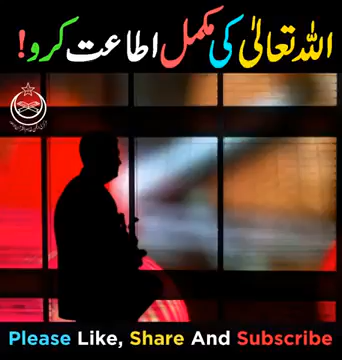 اللہ تعالیٰ کی مکمل اطاعت کرو!
Please Like, Share And Subscribe